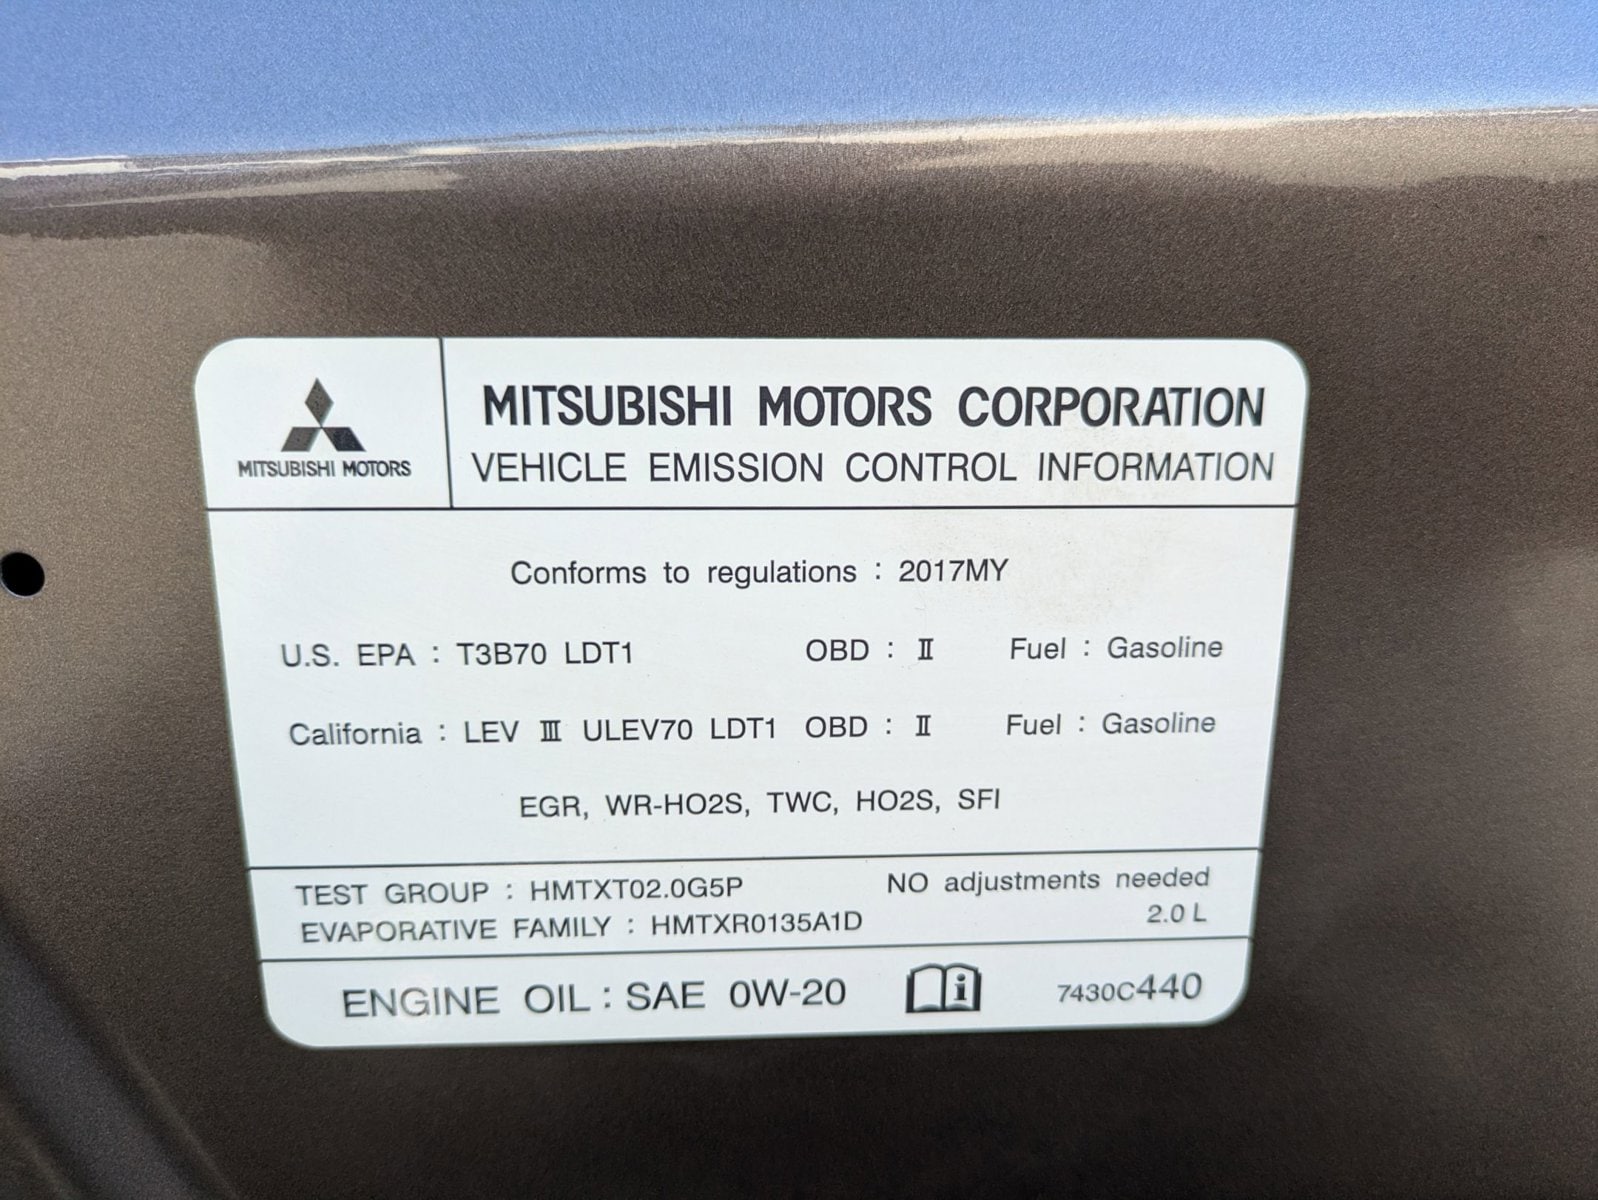 MITSUBISHI MOTORS
MITSUBISHI MOTORS CORPORATION
VEHICLE EMISSION CONTROL INFORMATION
Conforms to regulations : 2017MY
U.S. EPA : T3B70 LDT1 OBD : Ⅱ Fuel : Gasoline
California : LEV Ⅲ ULEV70 LDT1 OBD : Ⅱ Fuel : Gasoline
EGR, WR-HO2S, TWC, HO2S, SFI
TEST GROUP : HMTXT02.0G5P NO adjustments needed
EVAPORATIVE FAMILY : HMTXR0135A1D 2.0 L
ENGINE OIL : SAE 0W-20 i 7430C440